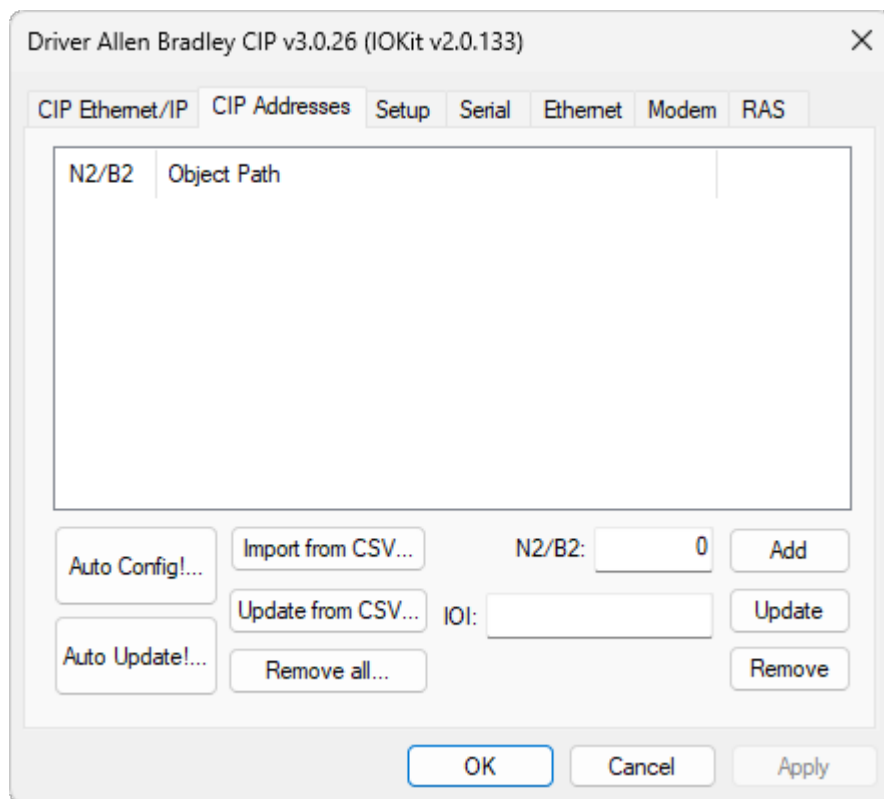 Driver Allen Bradley CIP v3.0.26 (IOKit v2.0.133)
CIP Ethernet/IP CIP Addresses Setup Serial Ethernet Modem RAS
N2/B2 Object Path
Auto Config!...
Import from CSV...
N2/B2: 0 Add
Update from CSV... IOI: Update
Auto Update!...
Remove all... Remove
OK Cancel Apply